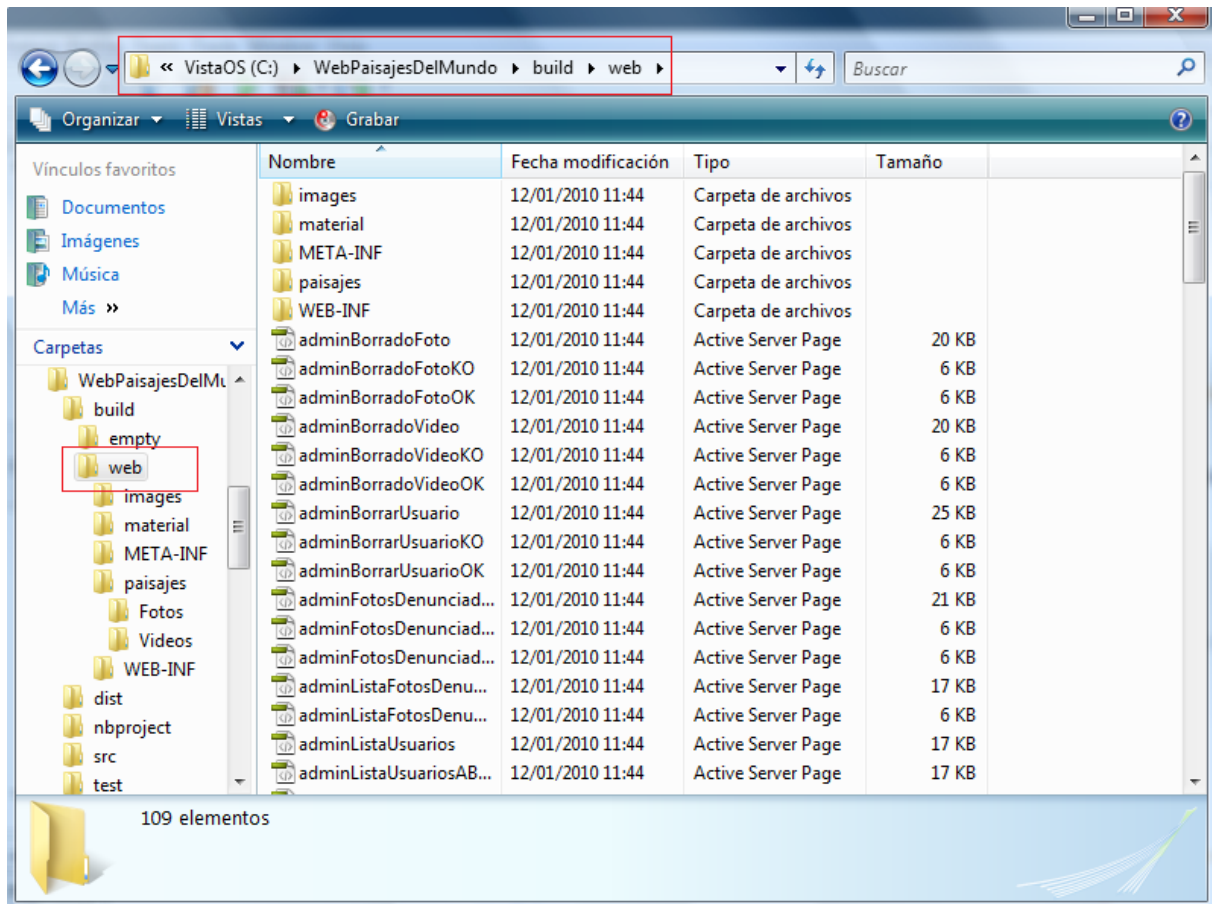 « VistaOS (C:) WebPaisajesDelMundo build web
Buscar
Organizar Vistas Grabar
Vínculos favoritos
Documentos
Imágenes
Música
Más »
Carpetas
WebPaisajesDelMu
build
empty
web
images
material
META-INF
paisajes
Fotos
Videos
WEB-INF
dist
nbproject
src
test
Nombre Fecha modificación Tipo Tamaño
images 12/01/2010 11:44 Carpeta de archivos
material 12/01/2010 11:44 Carpeta de archivos
META-INF 12/01/2010 11:44 Carpeta de archivos
paisajes 12/01/2010 11:44 Carpeta de archivos
WEB-INF 12/01/2010 11:44 Carpeta de archivos
adminBorradoFoto 12/01/2010 11:44 Active Server Page 20 KB
adminBorradoFotoKO 12/01/2010 11:44 Active Server Page 6 KB
adminBorradoFotoOK 12/01/2010 11:44 Active Server Page 6 KB
adminBorradoVideo 12/01/2010 11:44 Active Server Page 20 KB
adminBorradoVideoKO 12/01/2010 11:44 Active Server Page 6 KB
adminBorradoVideoOK 12/01/2010 11:44 Active Server Page 6 KB
adminBorrarUsuario 12/01/2010 11:44 Active Server Page 25 KB
adminBorrarUsuarioKO 12/01/2010 11:44 Active Server Page 6 KB
adminBorrarUsuarioOK 12/01/2010 11:44 Active Server Page 6 KB
adminFotosDenunciad... 12/01/2010 11:44 Active Server Page 21 KB
adminFotosDenunciad... 12/01/2010 11:44 Active Server Page 6 KB
adminFotosDenunciad... 12/01/2010 11:44 Active Server Page 6 KB
adminListaFotosDenu... 12/01/2010 11:44 Active Server Page 17 KB
adminListaFotosDenu... 12/01/2010 11:44 Active Server Page 6 KB
adminListaUsuarios 12/01/2010 11:44 Active Server Page 17 KB
adminListaUsuariosAB... 12/01/2010 11:44 Active Server Page 17 KB
109 elementos